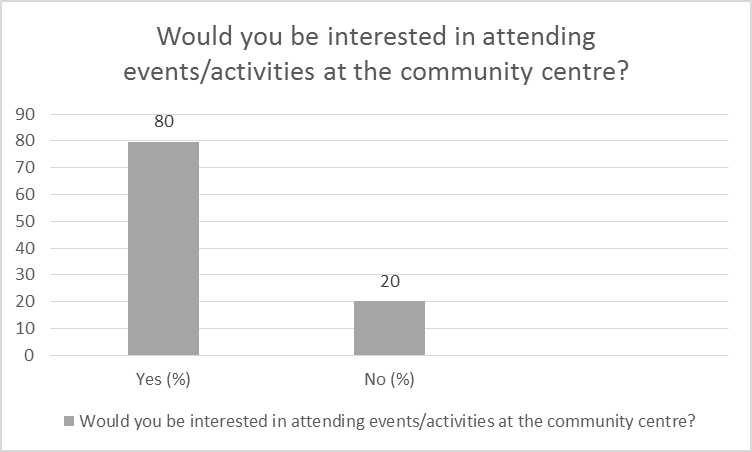 Would you be interested in attending
events/activities at the community centre?
90
80
70
60
50
40
30
20
10
0
80
20
Yes (%)
No (%)
Would you be interested in attending events/activities at the community centre?